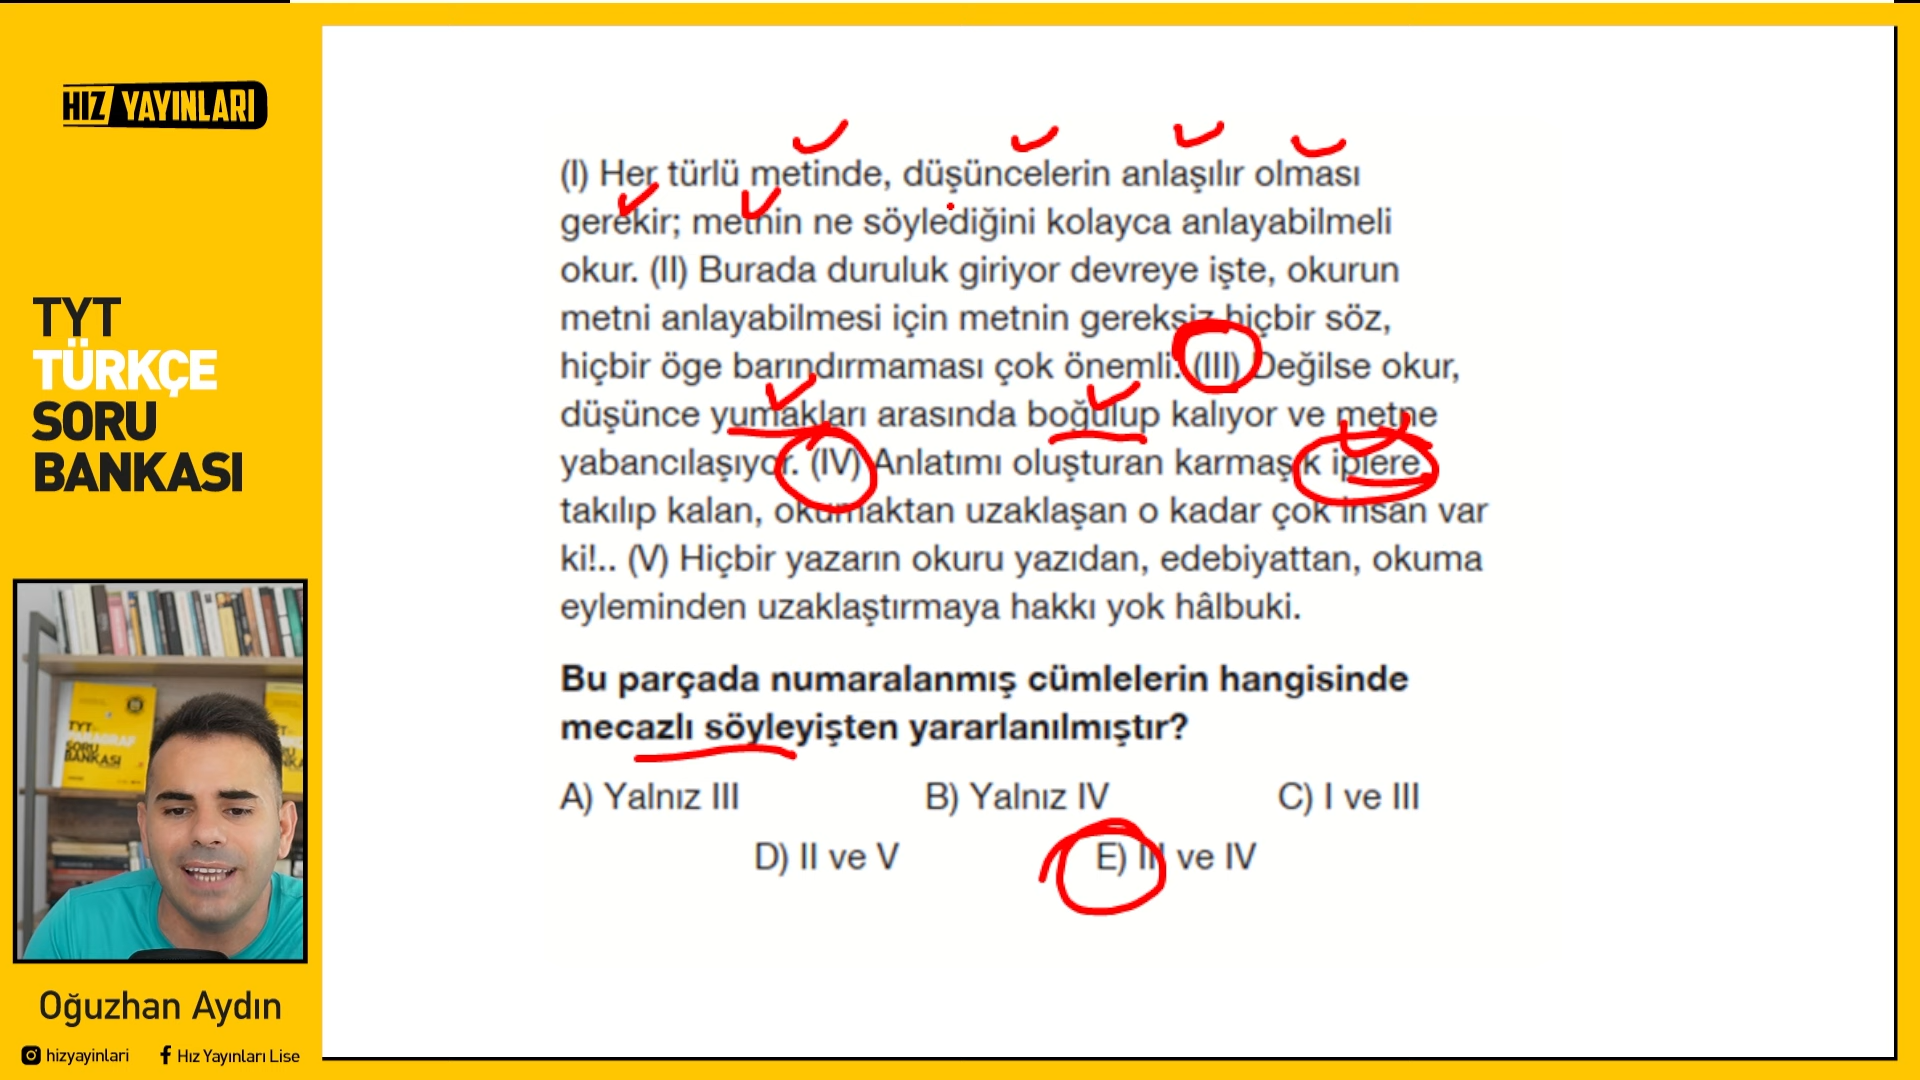 HIZ YAYINLARI
TYT
TÜRKÇE
SORU
BANKASI
(I) Her türlü metinde, düşüncelerin anlaşılır olması
gerekir; metnin ne söylediğini kolayca anlayabilmeli
okur. (II) Burada duruluk giriyor devreye işte, okurun
metni anlayabilmesi için metnin gereksiz hiçbir söz,
hiçbir öge barındırmaması çok önemli. (III) Değilse okur,
düşünce yumakları arasında boğulup kalıyor ve metne
yabancılaşıyor. (IV) Anlatımı oluşturan karmaşık iplere
takılıp kalan, okumaktan uzaklaşan o kadar çok insan var
ki!.. (V) Hiçbir yazarın okuru yazıdan, edebiyattan, okuma
eyleminden uzaklaştırmaya hakkı yok hâlbuki.
Bu parçada numaralanmış cümlelerin hangisinde
mecazlı söyleyişten yararlanılmıştır?
A) Yalnız III B) Yalnız IV C) I ve III
D) II ve V E) III ve IV
TYT
PARAGRAF
SORU
BANKASI
Oğuzhan Aydın
hizyayinlari Hız Yayınları Lise